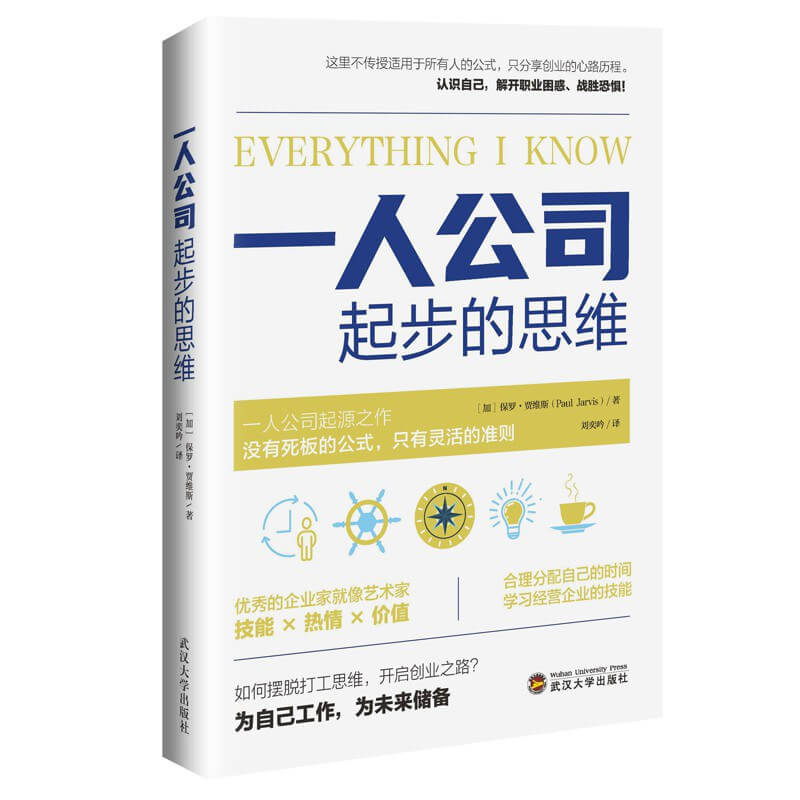 这里不传授适用于所有人的公式，只分享创业的心路历程。
认识自己，解开职业困惑、战胜恐惧！
EVERYTHING I KNOW
一人公司
起步的思维
[加] 保罗·贾维斯（Paul Jarvis）/ 著
刘奕吟 / 译
一人公司起源之作
没有死板的公式，只有灵活的准则
N
优秀的企业家就像艺术家
技能 × 热情 × 价值
合理分配自己的时间
学习经营企业的技能
如何摆脱打工思维，开启创业之路？
为自己工作，为未来储备
Wuhan University Press
武汉大学出版社
一人公司 起步的思维
[加] 保罗·贾维斯 / 著
刘奕吟 / 译
武汉大学出版社